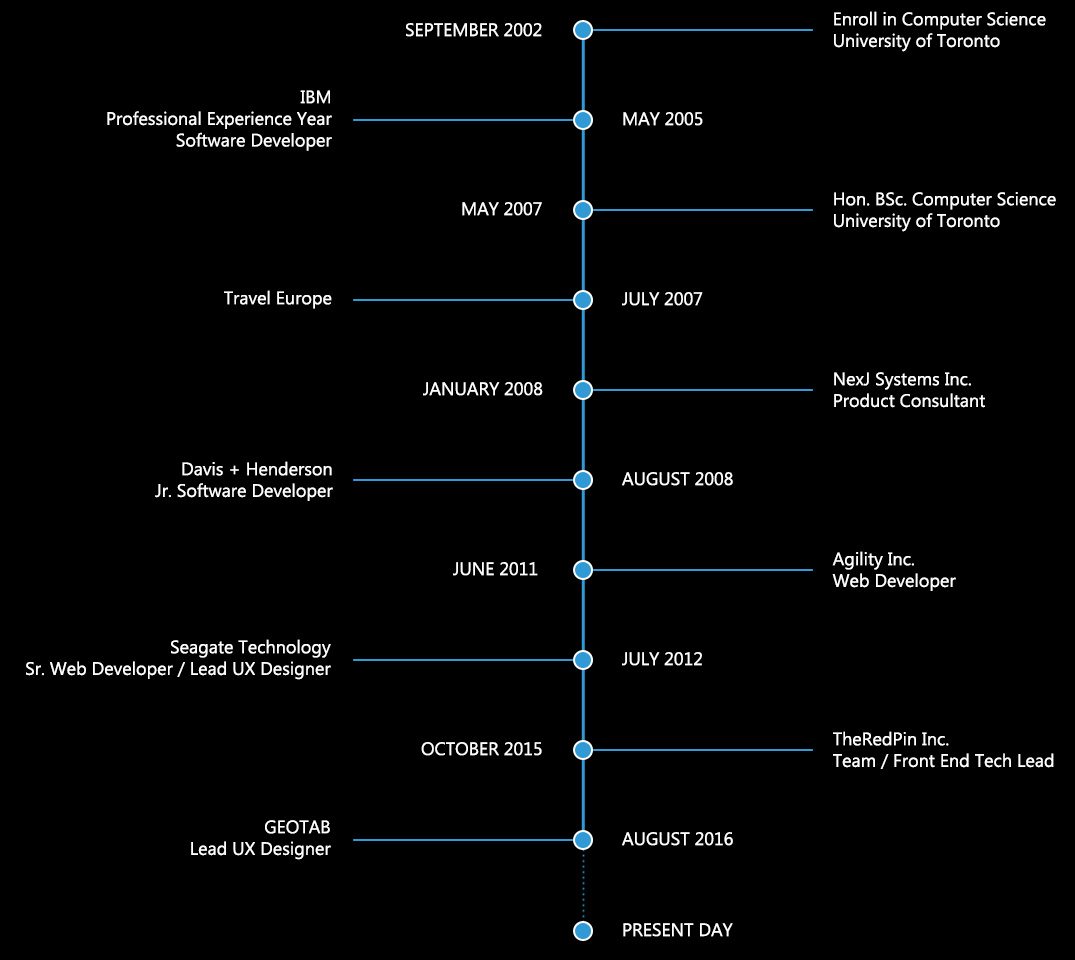 SEPTEMBER 2002
Enroll in Computer Science
University of Toronto
IBM
Professional Experience Year
Software Developer
MAY 2005
MAY 2007
Hon. BSc. Computer Science
University of Toronto
Travel Europe
JULY 2007
JANUARY 2008
NexJ Systems Inc.
Product Consultant
Davis + Henderson
Jr. Software Developer
AUGUST 2008
JUNE 2011
Agility Inc.
Web Developer
Seagate Technology
Sr. Web Developer / Lead UX Designer
JULY 2012
OCTOBER 2015
TheRedPin Inc.
Team / Front End Tech Lead
GEOTAB
Lead UX Designer
AUGUST 2016
PRESENT DAY